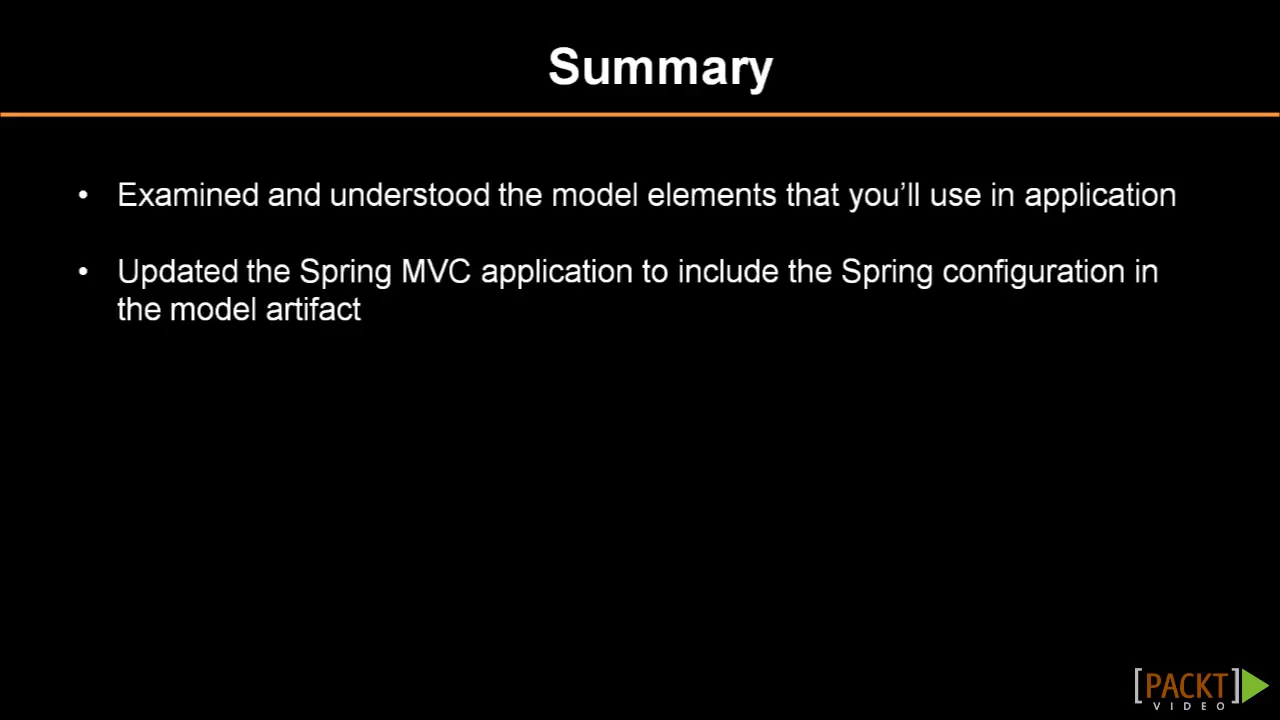 Summary
• Examined and understood the model elements that you’ll use in application
• Updated the Spring MVC application to include the Spring configuration in
the model artifact
[PACKT]
VIDEO